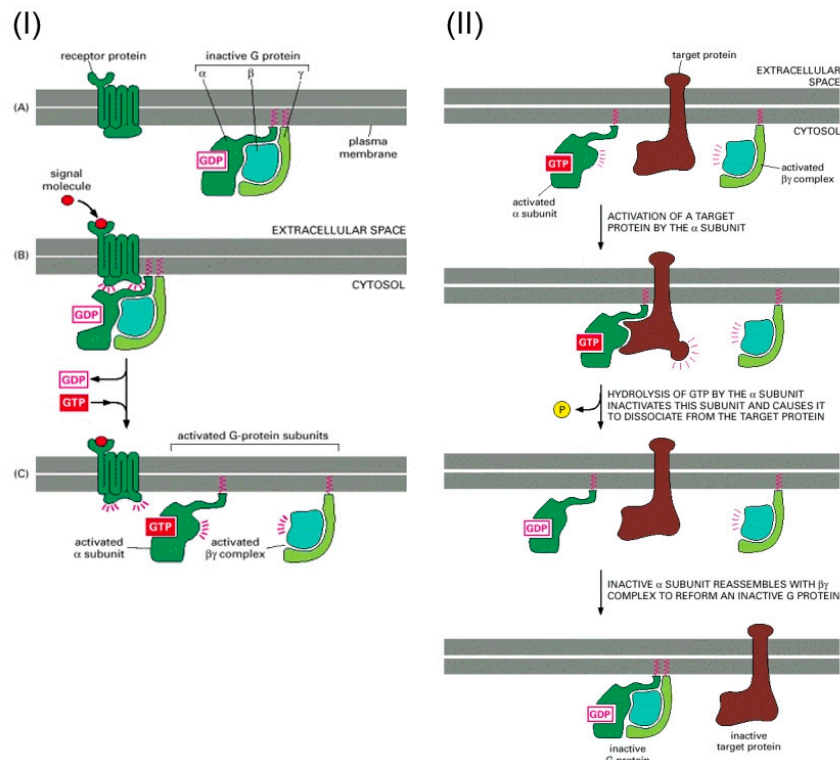 (I)
receptor protein
inactive G protein
α
β
γ
(A)
plasma
membrane
GDP
signal
molecule
EXTRACELLULAR SPACE
(B)
CYTOSOL
GDP
GDP
GTP
activated G-protein subunits
(C)
GTP
activated
α subunit
activated
βγ complex
(II)
target protein
EXTRACELLULAR
SPACE
CYTOSOL
GTP
activated
α subunit
activated
βγ complex
ACTIVATION OF A TARGET
PROTEIN BY THE α SUBUNIT
GTP
P
HYDROLYSIS OF GTP BY THE α SUBUNIT
INACTIVATES THIS SUBUNIT AND CAUSES IT
TO DISSOCIATE FROM THE TARGET PROTEIN
GDP
INACTIVE α SUBUNIT REASSEMBLES WITH βγ
COMPLEX TO REFORM AN INACTIVE G PROTEIN
GDP
inactive
G protein
inactive
target protein